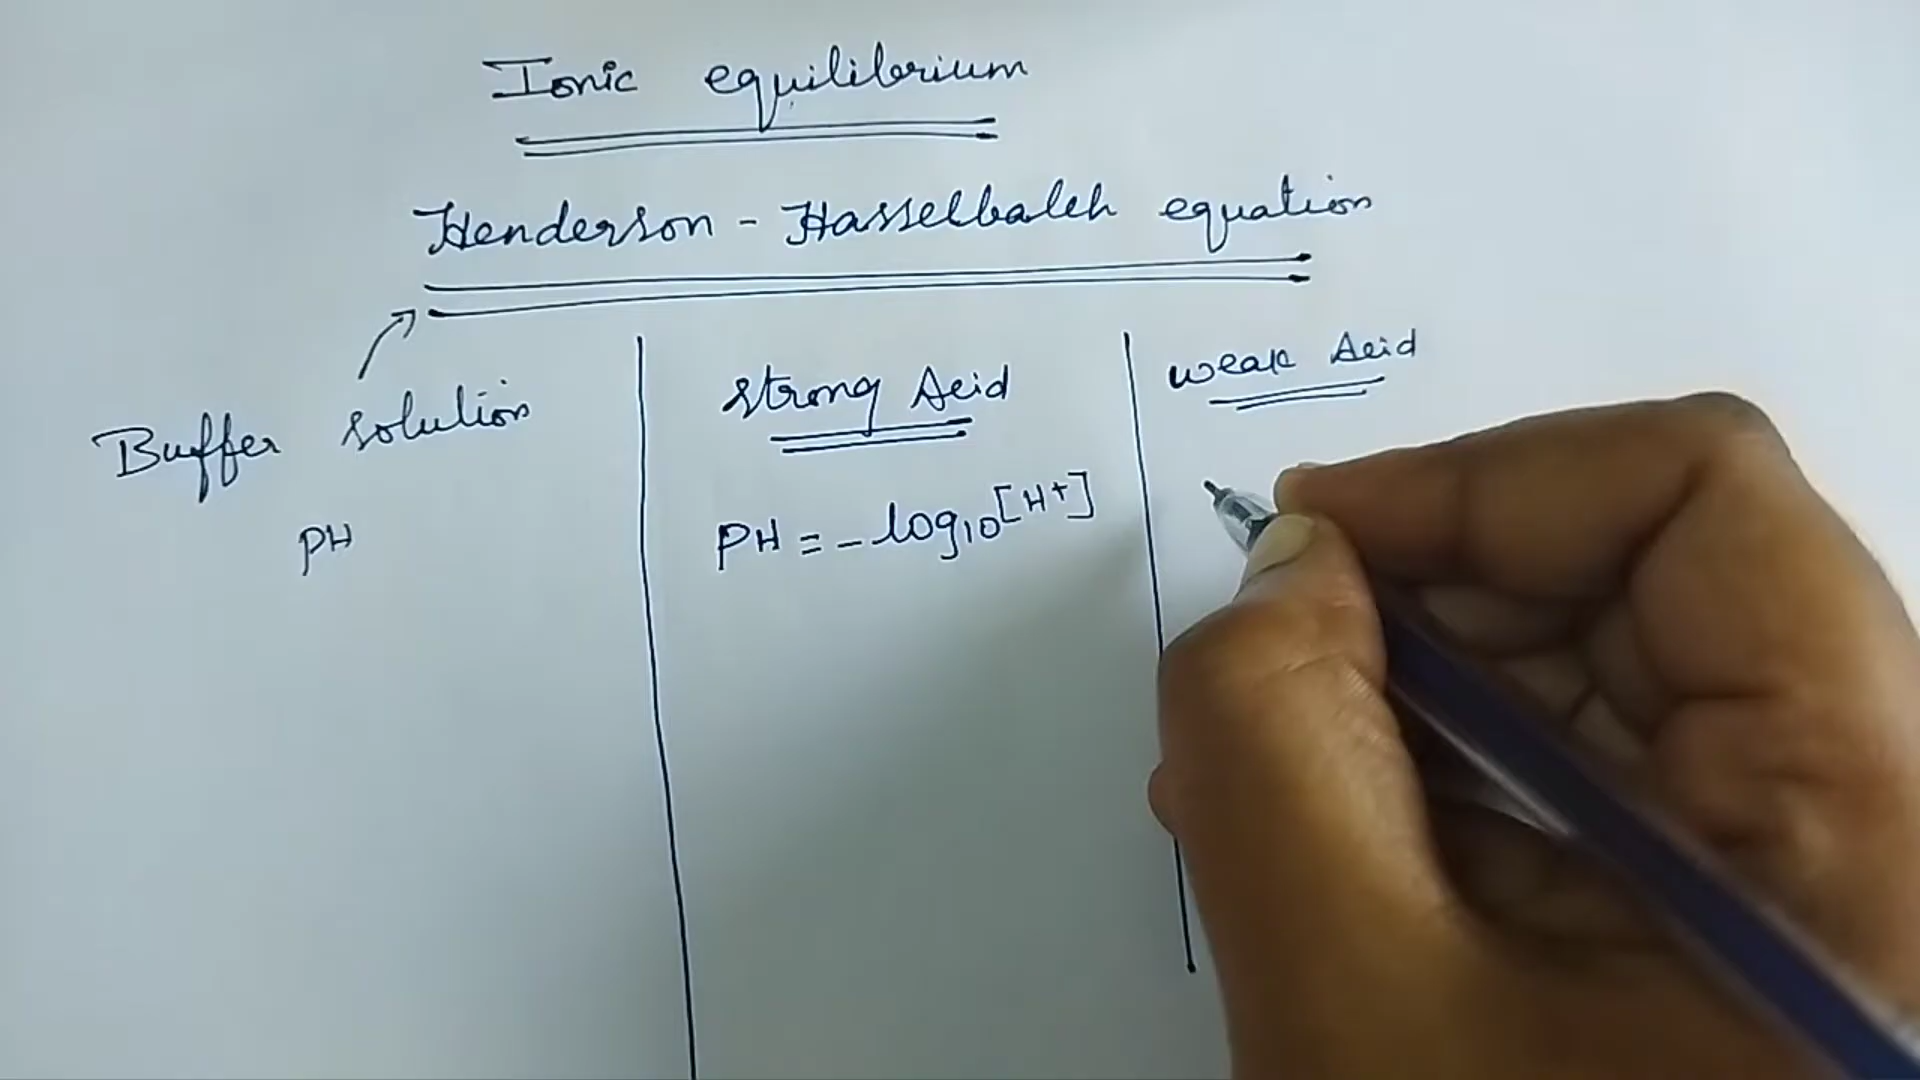 Ionic equilibrium
Henderson - Hasselbalch equation
Buffer solution
PH
Strong Acid
PH = - log10[H+]
weak Acid